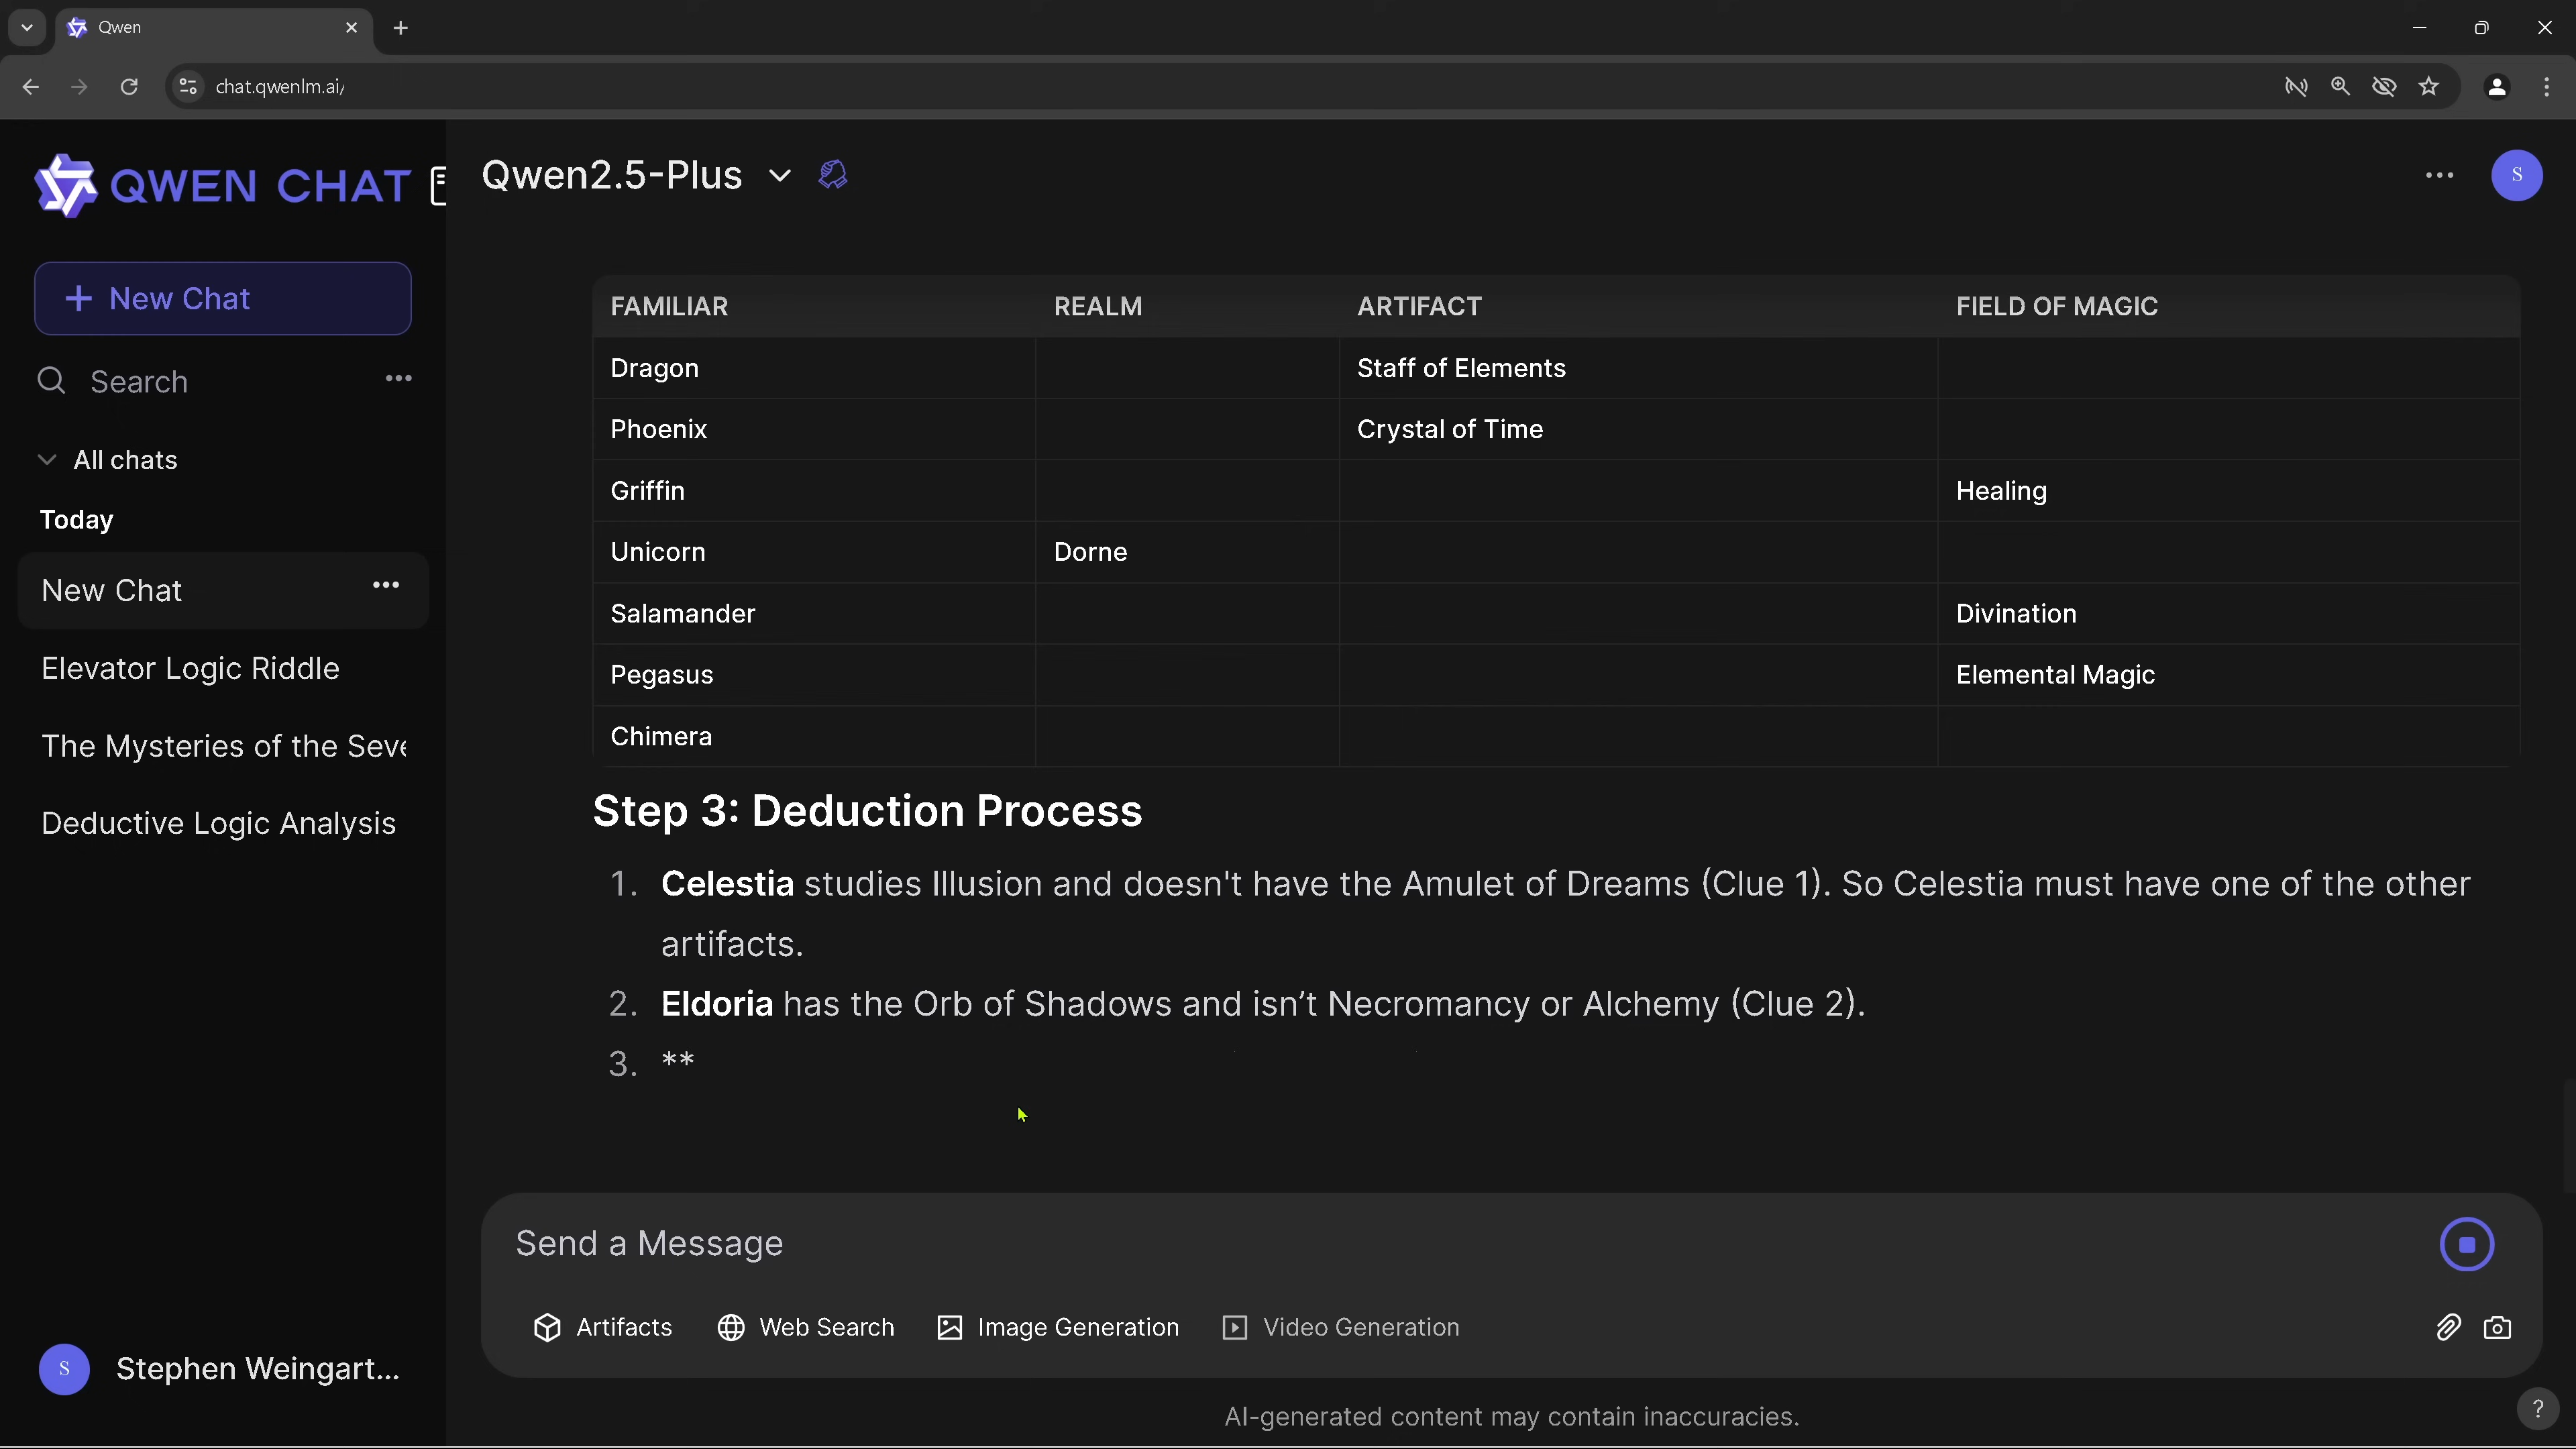 Qwen
chat.qwenlm.ai/
QWEN CHAT
Qwen2.5-Plus
S
New Chat
Search
All chats
Today
New Chat
Elevator Logic Riddle
The Mysteries of the Seve
Deductive Logic Analysis
FAMILIAR REALM ARTIFACT FIELD OF MAGIC
Dragon Staff of Elements
Phoenix Crystal of Time
Griffin Healing
Unicorn Dorne
Salamander Divination
Pegasus Elemental Magic
Chimera
Step 3: Deduction Process
1. Celestia studies Illusion and doesn't have the Amulet of Dreams (Clue 1). So Celestia must have one of the other
artifacts.
2. Eldoria has the Orb of Shadows and isn’t Necromancy or Alchemy (Clue 2).
3. **
Send a Message
Artifacts Web Search Image Generation Video Generation
S Stephen Weingart...
AI-generated content may contain inaccuracies.
?